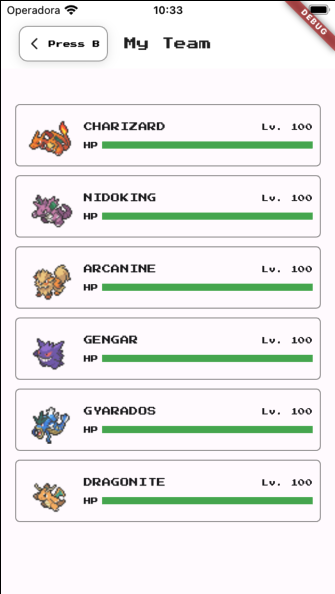 Operadora 10:33
DEBUG
Press B My Team
CHARIZARD Lv. 100
HP
NIDOKING Lv. 100
HP
ARCANINE Lv. 100
HP
GENGAR Lv. 100
HP
GYARADOS Lv. 100
HP
DRAGONITE Lv. 100
HP